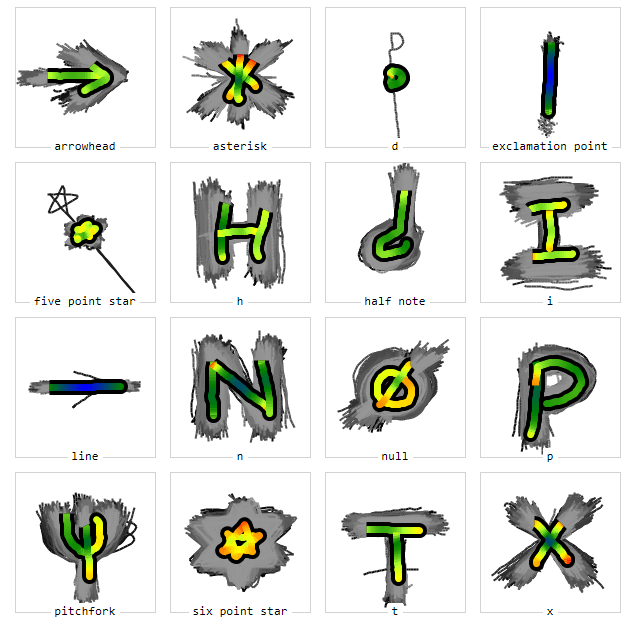 arrowhead
asterisk
d
exclamation point
five point star
h
half note
i
line
n
null
p
pitchfork
six point star
t
x